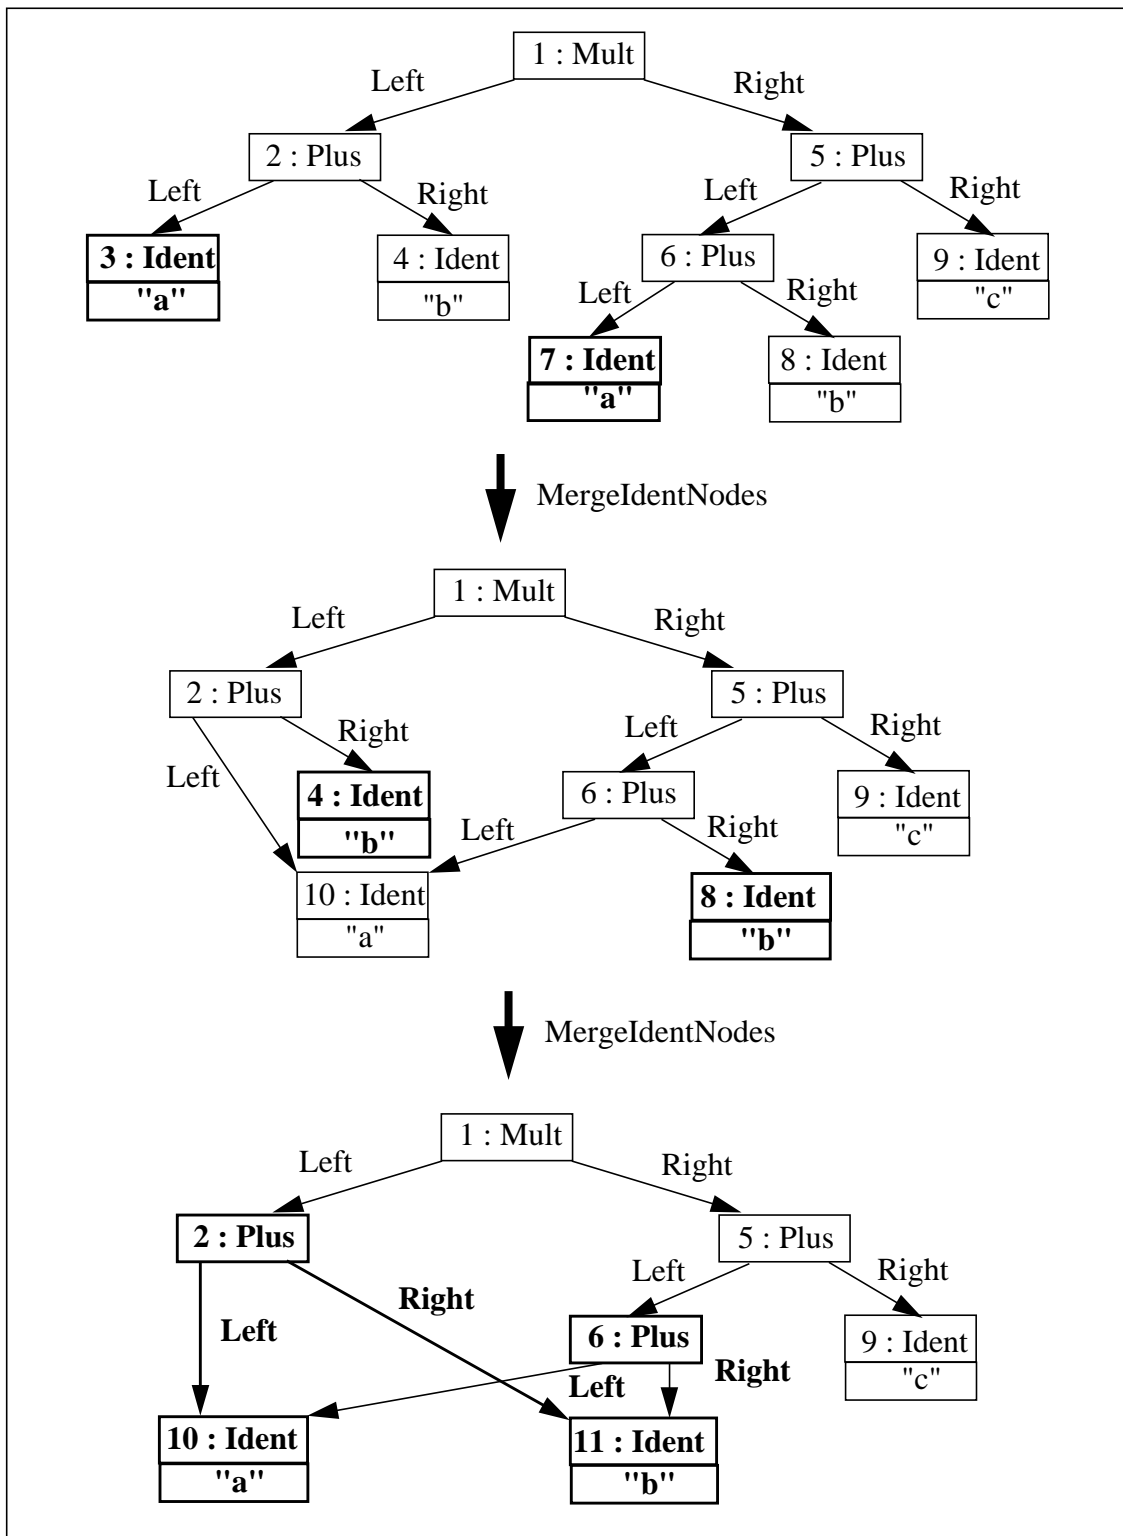 1 : Mult
Left
Right
2 : Plus
5 : Plus
Left
Right
Left
Right
3 : Ident
"a"
4 : Ident
"b"
6 : Plus
9 : Ident
"c"
Left
Right
7 : Ident
"a"
8 : Ident
"b"
MergeIdentNodes
1 : Mult
Left
Right
2 : Plus
5 : Plus
Left
Right
Left
Right
4 : Ident
"b"
6 : Plus
9 : Ident
"c"
Left
Right
10 : Ident
"a"
8 : Ident
"b"
MergeIdentNodes
1 : Mult
Left
Right
2 : Plus
5 : Plus
Left
Right
Left
Right
6 : Plus
9 : Ident
"c"
Left
Right
10 : Ident
"a"
11 : Ident
"b"